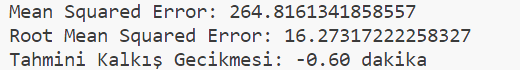 Mean Squared Error: 264.8161341858557
Root Mean Squared Error: 16.27317222258327
Tahmini Kalkış Gecikmesi: -0.60 dakika